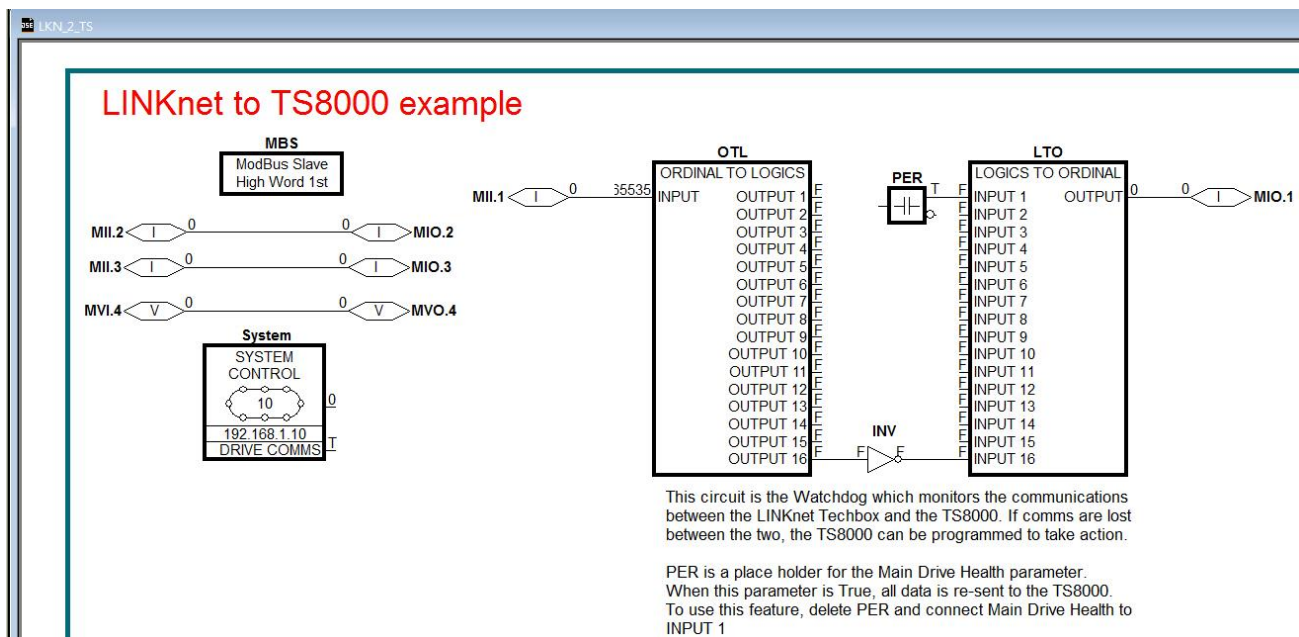 LKN_2_TS
LINKnet to TS8000 example
MBS
ModBus Slave
High Word 1st
MII.2 I 0 0 I MIO.2
MII.3 I 0 0 I MIO.3
MVI.4 V 0 0 V MVO.4
System
SYSTEM
CONTROL
10 0
192.168.1.10
DRIVE COMMS T
OTL
ORDINAL TO LOGICS
MII.1 I 0 35535 INPUT OUTPUT 1 F
OUTPUT 2 F
OUTPUT 3 F
OUTPUT 4 F
OUTPUT 5 F
OUTPUT 6 F
OUTPUT 7 F
OUTPUT 8 F
OUTPUT 9 F
OUTPUT 10 F
OUTPUT 11 F
OUTPUT 12 F
OUTPUT 13 F
OUTPUT 14 F
OUTPUT 15 F
OUTPUT 16 F
INV
F F
PER
T
LTO
LOGICS TO ORDINAL
F INPUT 1 OUTPUT 0 0 I MIO.1
F INPUT 2
F INPUT 3
F INPUT 4
F INPUT 5
F INPUT 6
F INPUT 7
F INPUT 8
F INPUT 9
F INPUT 10
F INPUT 11
F INPUT 12
F INPUT 13
F INPUT 14
F INPUT 15
F INPUT 16
This circuit is the Watchdog which monitors the communications
between the LINKnet Techbox and the TS8000. If comms are lost
between the two, the TS8000 can be programmed to take action.
PER is a place holder for the Main Drive Health parameter.
When this parameter is True, all data is re-sent to the TS8000.
To use this feature, delete PER and connect Main Drive Health to
INPUT 1